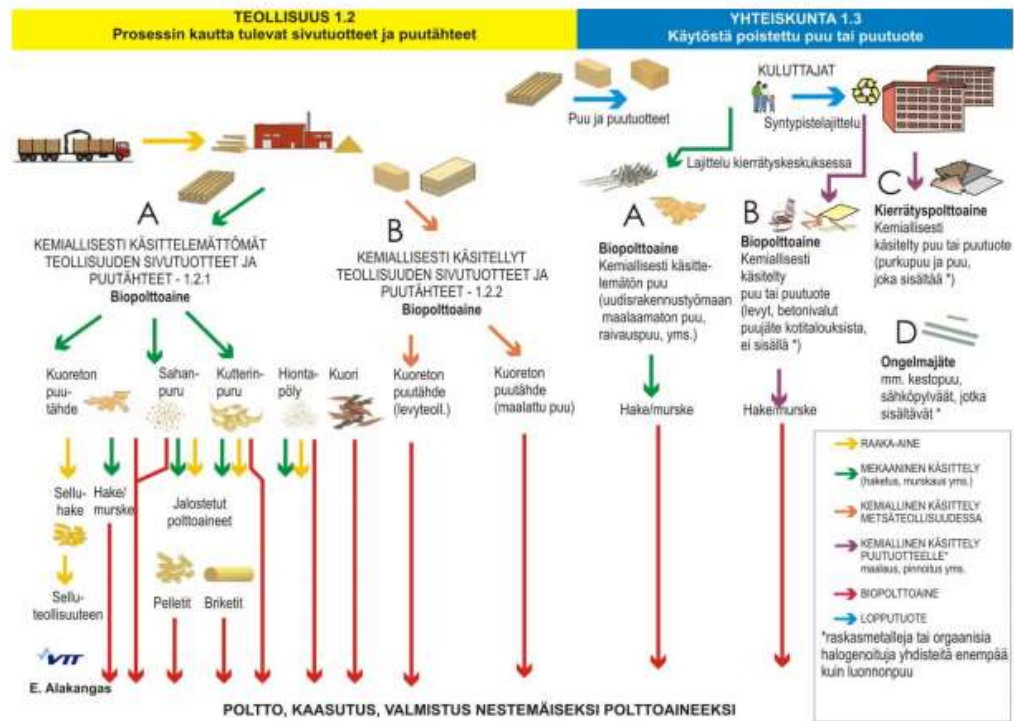 TEOLLISUUS 1.2
Prosessin kautta tulevat sivutuotteet ja puutähteet
YHTEISKUNTA 1.3
Käytöstä poistettu puu tai puutuote
Puu ja puutuotteet
KULUTTAJAT
Syntypistelajittelu
Lajittelu kierrätyskeskuksessa
A
KEMIALLISESTI KÄSITTELEMÄTTÖMÄT
TEOLLISUUDEN SIVUTUOTTEET JA
PUUTÄHTEET - 1.2.1
Biopolttoaine
B
KEMIALLISESTI KÄSITELLYT
TEOLLISUUDEN SIVUTUOTTEET JA
PUUTÄHTEET - 1.2.2
Biopolttoaine
A
Biopolttoaine
Kemiallisesti käsitte-
lemätön puu
(uudisrakennustyömaan
maalaamaton puu,
raivauspuu, yms.)
B
Biopolttoaine
Kemiallisesti
käsitelty
puu tai puutuote
(levyt, betonivalut
puujäte kotitalouksista,
ei sisällä *)
C
Kierrätyspolttoaine
Kemiallisesti
käsitelty puu tai puutuote
(purkupuu ja puu,
joka sisältää *)
D
Ongelmajäte
mm. kestopuu,
sähköpylväät, jotka
sisältävät *
Kuoreton
puu-
tähde
Sahan-
puru
Kutterin-
puru
Hionta-
pöly
Kuori
Kuoreton
puutähde
(levyteoll.)
Kuoreton
puutähde
(maalattu puu)
Hake/murske
Hake/murske
Sellu-
hake
Hake/
murske
Jalostetut
polttoaineet
Sellu-
teollisuuteen
Pelletit
Briketit
RAAKA-AINE
MEKAANINEN KÄSITTELY
(haketus, murskaus yms.)
KEMIALLINEN KÄSITTELY
METSÄTEOLLISUUDESSA
KEMIALLINEN KÄSITTELY
PUUTUOTTEELLE*
maalaus, pinnoitus yms.
BIOPOLTTOAINE
LOPPUTUOTE
*raskasmetalleja tai orgaanisia
halogenoituja yhdisteitä enempää
kuin luonnonpuu
VTT
E. Alakangas
POLTTO, KAASUTUS, VALMISTUS NESTEMÄISEKSI POLTTOAINEEKSI